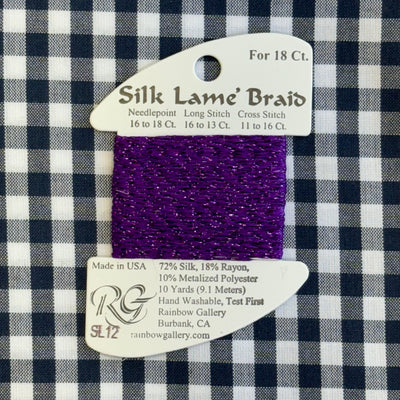 For 18 Ct.
Silk Lamé Braid
Needlepoint Long Stitch Cross Stitch
16 to 18 Ct. 16 to 13 Ct. 11 to 16 Ct.
Made in USA
72% Silk, 18% Rayon,
10% Metalized Polyester
10 Yards (9.1 Meters)
Hand Washable, Test First
Rainbow Gallery
Burbank, CA
rainbowgallery.com
RG
SL12